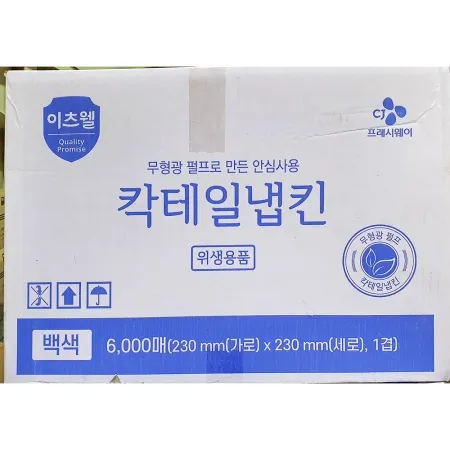 이츠웰
Quality
Promise
CJ
프레시웨이
무형광 펄프로 만든 안심사용
칵테일냅킨
위생용품
무형광 펄프
칵테일냅킨
백색
6,000매(230 mm(가로) x 230 mm(세로), 1겹)